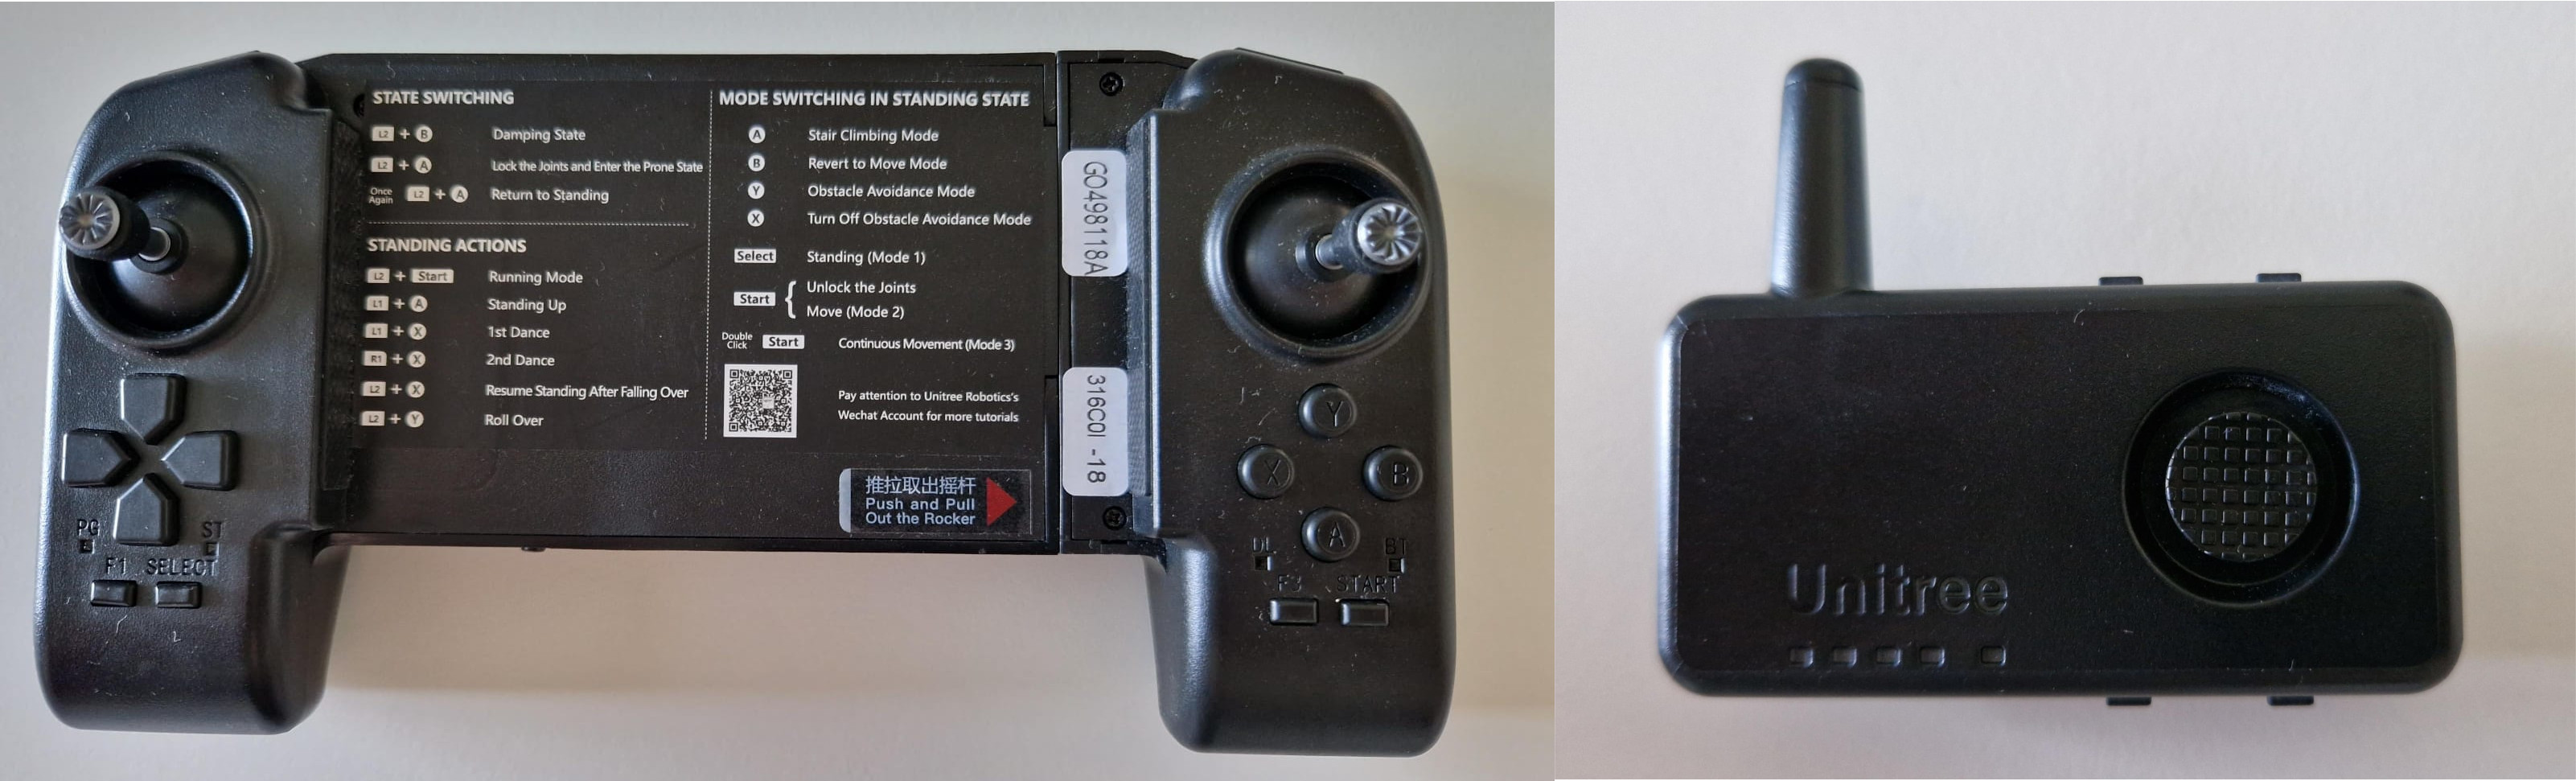 STATE SWITCHING
L2 + B Damping State
L2 + A Lock the Joints and Enter the Prone State
Once Again L2 + A Return to Standing
STANDING ACTIONS
L2 + Start Running Mode
L1 + A Standing Up
L1 + X 1st Dance
R1 + X 2nd Dance
L2 + X Resume Standing After Falling Over
L2 + Y Roll Over
MODE SWITCHING IN STANDING STATE
A Stair Climbing Mode
B Revert to Move Mode
Y Obstacle Avoidance Mode
X Turn Off Obstacle Avoidance Mode
Select Standing (Mode 1)
Start { Unlock the Joints
Move (Mode 2)
Double Click Start Continuous Movement (Mode 3)
Pay attention to Unitree Robotics's
Wechat Account for more tutorials
推拉取出摇杆
Push and Pull
Out the Rocker
G0498118A
316C0I -18
PG ST
F1 SELECT
Y
X B
A
DL BT
F3 START
Unitree